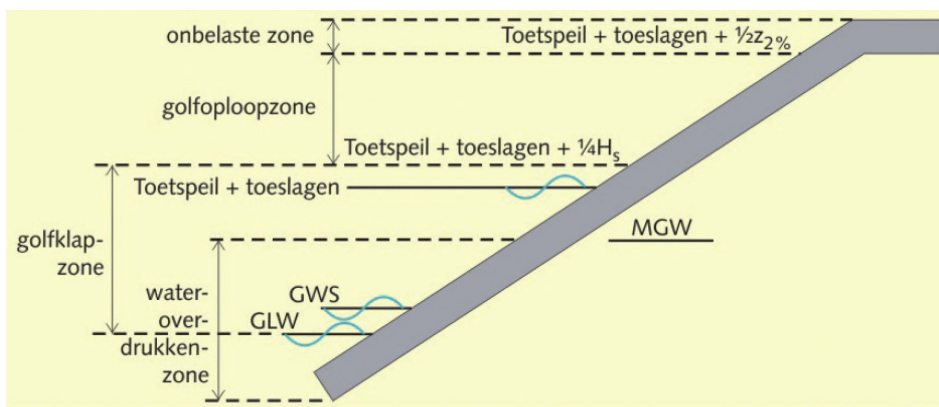 onbelaste zone
Toetspeil + toeslagen + ½z2%
golfoploopzone
Toetspeil + toeslagen + ¼Hs
Toetspeil + toeslagen
golfklap-
zone
MGW
water-
over-
drukken-
zone
GWS
GLW